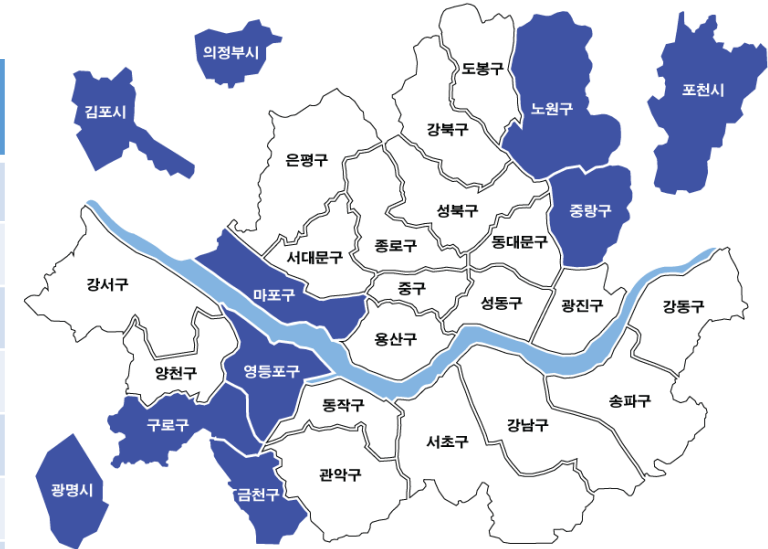 의정부시
도봉구
포천시
김포시
노원구
강북구
은평구
성북구
중랑구
종로구
동대문구
서대문구
강서구
마포구
중구
성동구
광진구
강동구
용산구
양천구
영등포구
동작구
송파구
구로구
서초구
강남구
관악구
광명시
금천구